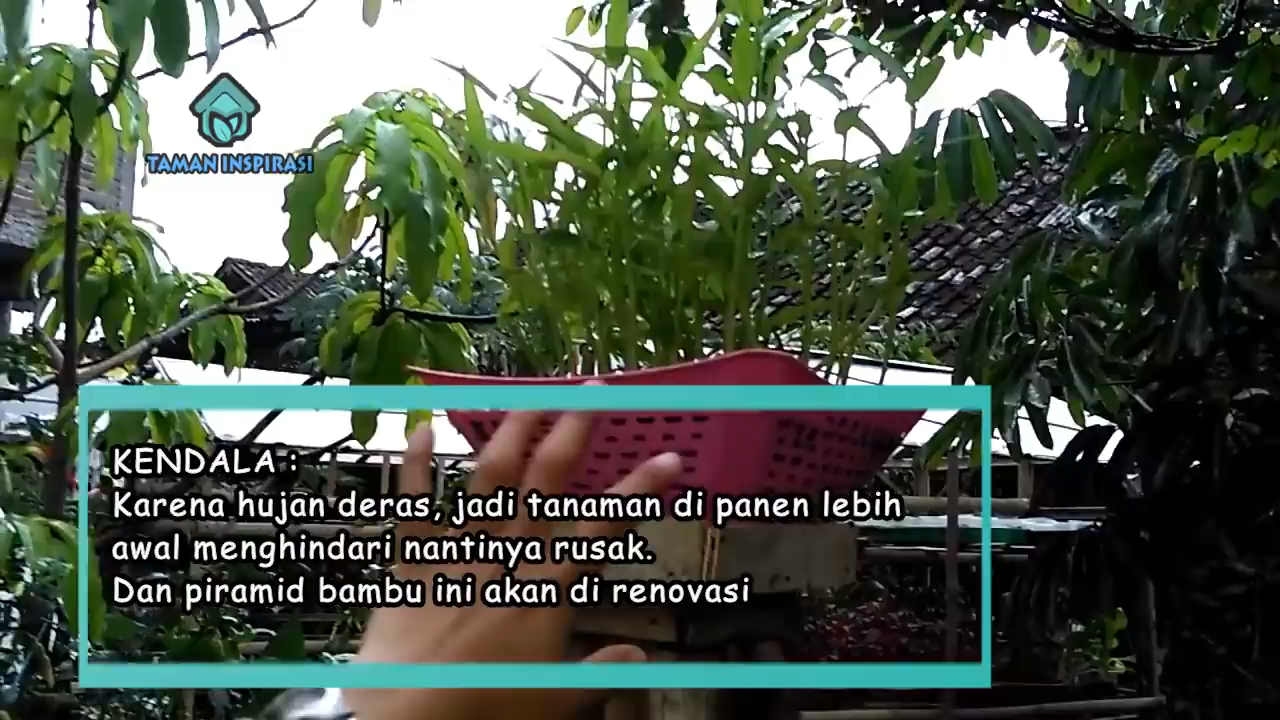 TAMAN INSPIRASI
KENDALA :
Karena hujan deras, jadi tanaman di panen lebih
awal menghindari nantinya rusak.
Dan piramid bambu ini akan di renovasi